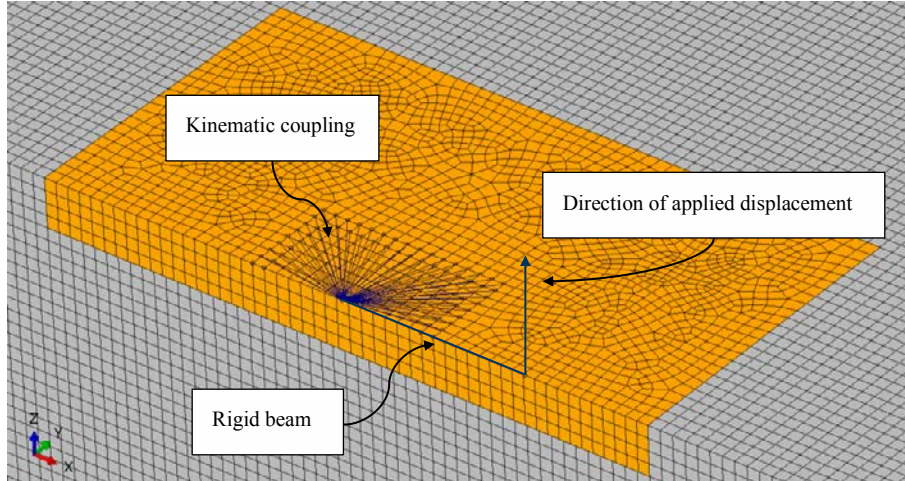 Kinematic coupling
Direction of applied displacement
Rigid beam
Z
Y
X